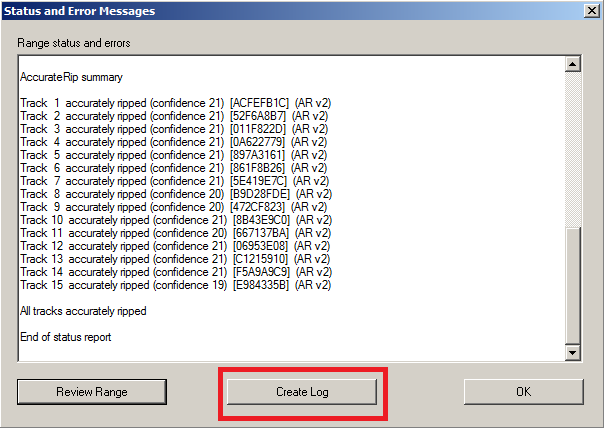 Status and Error Messages
Range status and errors
AccurateRip summary
Track 1 accurately ripped (confidence 21) [ACFEFB1C] (AR v2)
Track 2 accurately ripped (confidence 21) [52F6A8B7] (AR v2)
Track 3 accurately ripped (confidence 21) [011F822D] (AR v2)
Track 4 accurately ripped (confidence 21) [0A622779] (AR v2)
Track 5 accurately ripped (confidence 21) [897A3161] (AR v2)
Track 6 accurately ripped (confidence 21) [861F8B26] (AR v2)
Track 7 accurately ripped (confidence 21) [5E419E7C] (AR v2)
Track 8 accurately ripped (confidence 20) [B9D28FDE] (AR v2)
Track 9 accurately ripped (confidence 20) [472CF823] (AR v2)
Track 10 accurately ripped (confidence 21) [8B43E9C0] (AR v2)
Track 11 accurately ripped (confidence 20) [667137BA] (AR v2)
Track 12 accurately ripped (confidence 21) [06953E08] (AR v2)
Track 13 accurately ripped (confidence 21) [C1215910] (AR v2)
Track 14 accurately ripped (confidence 21) [F5A9A9C9] (AR v2)
Track 15 accurately ripped (confidence 19) [E984335B] (AR v2)
All tracks accurately ripped
End of status report
Review Range Create Log OK